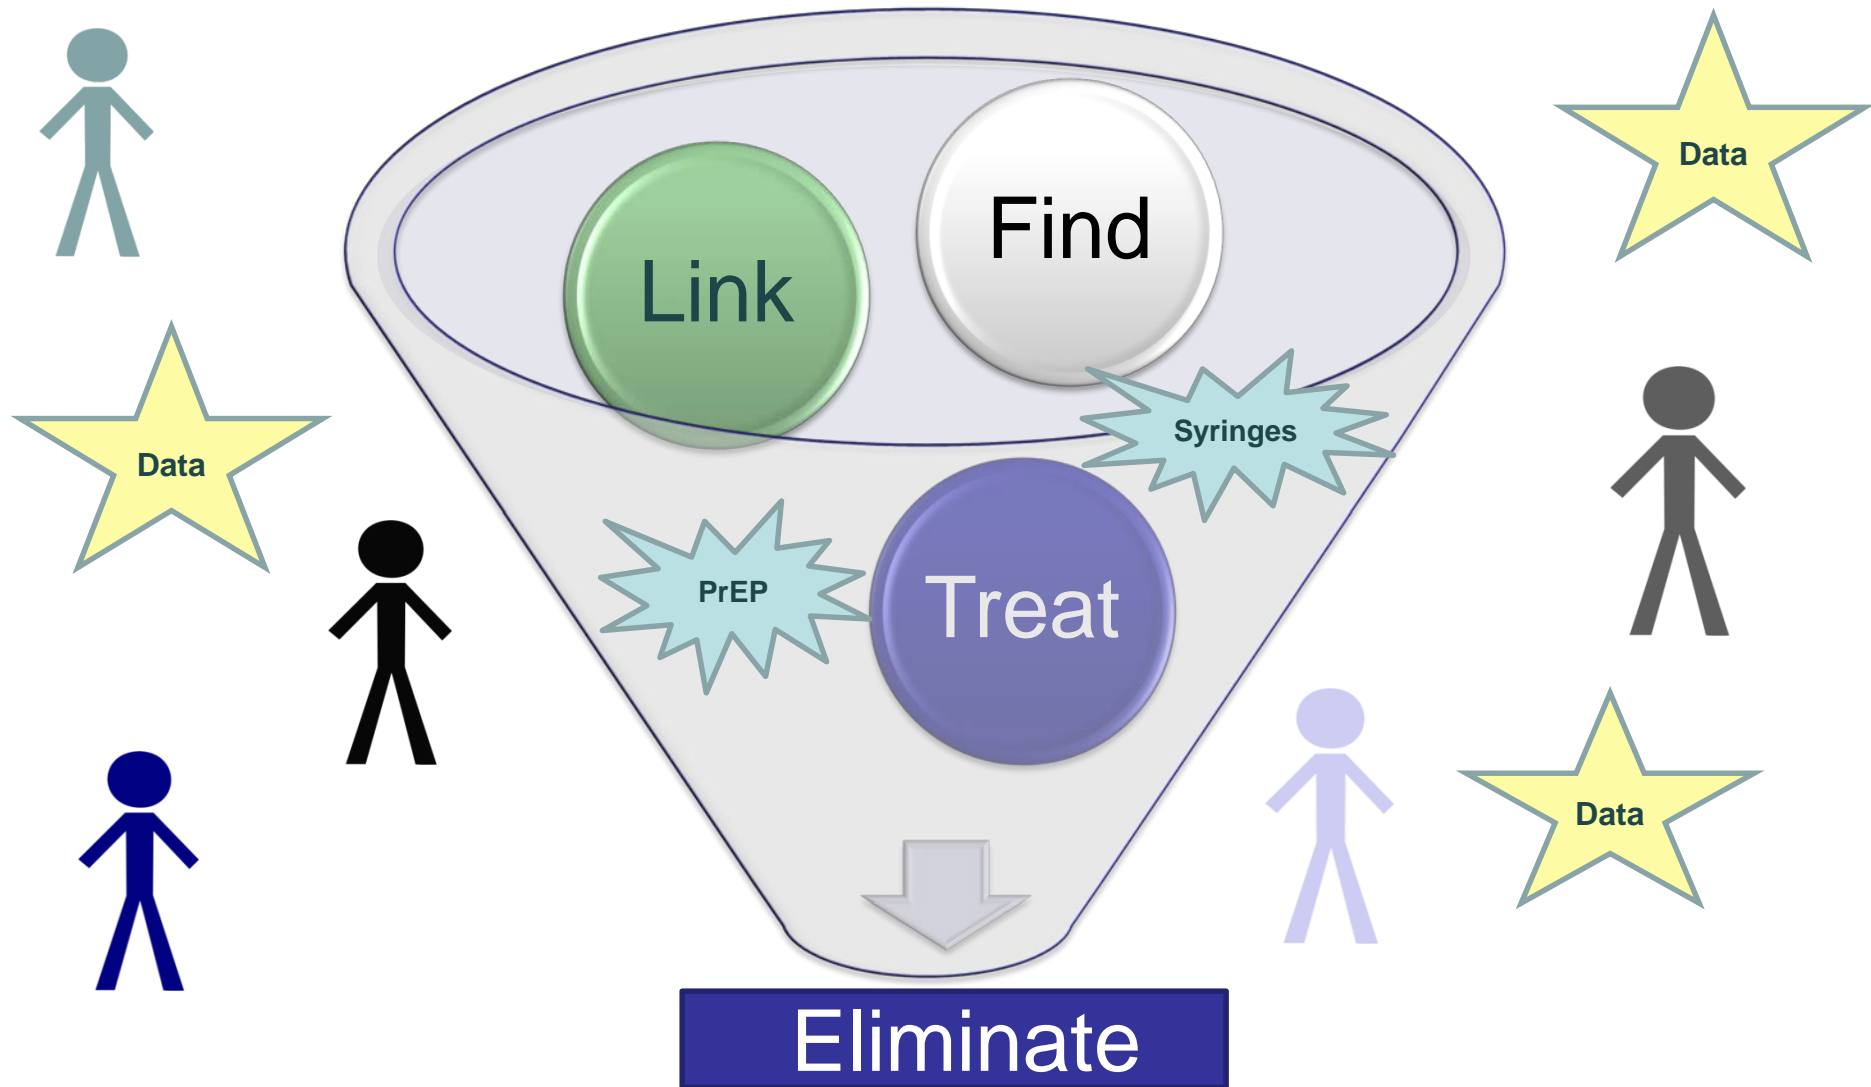 Data
Find
Link
Syringes
Data
PrEP
Treat
Data
Eliminate